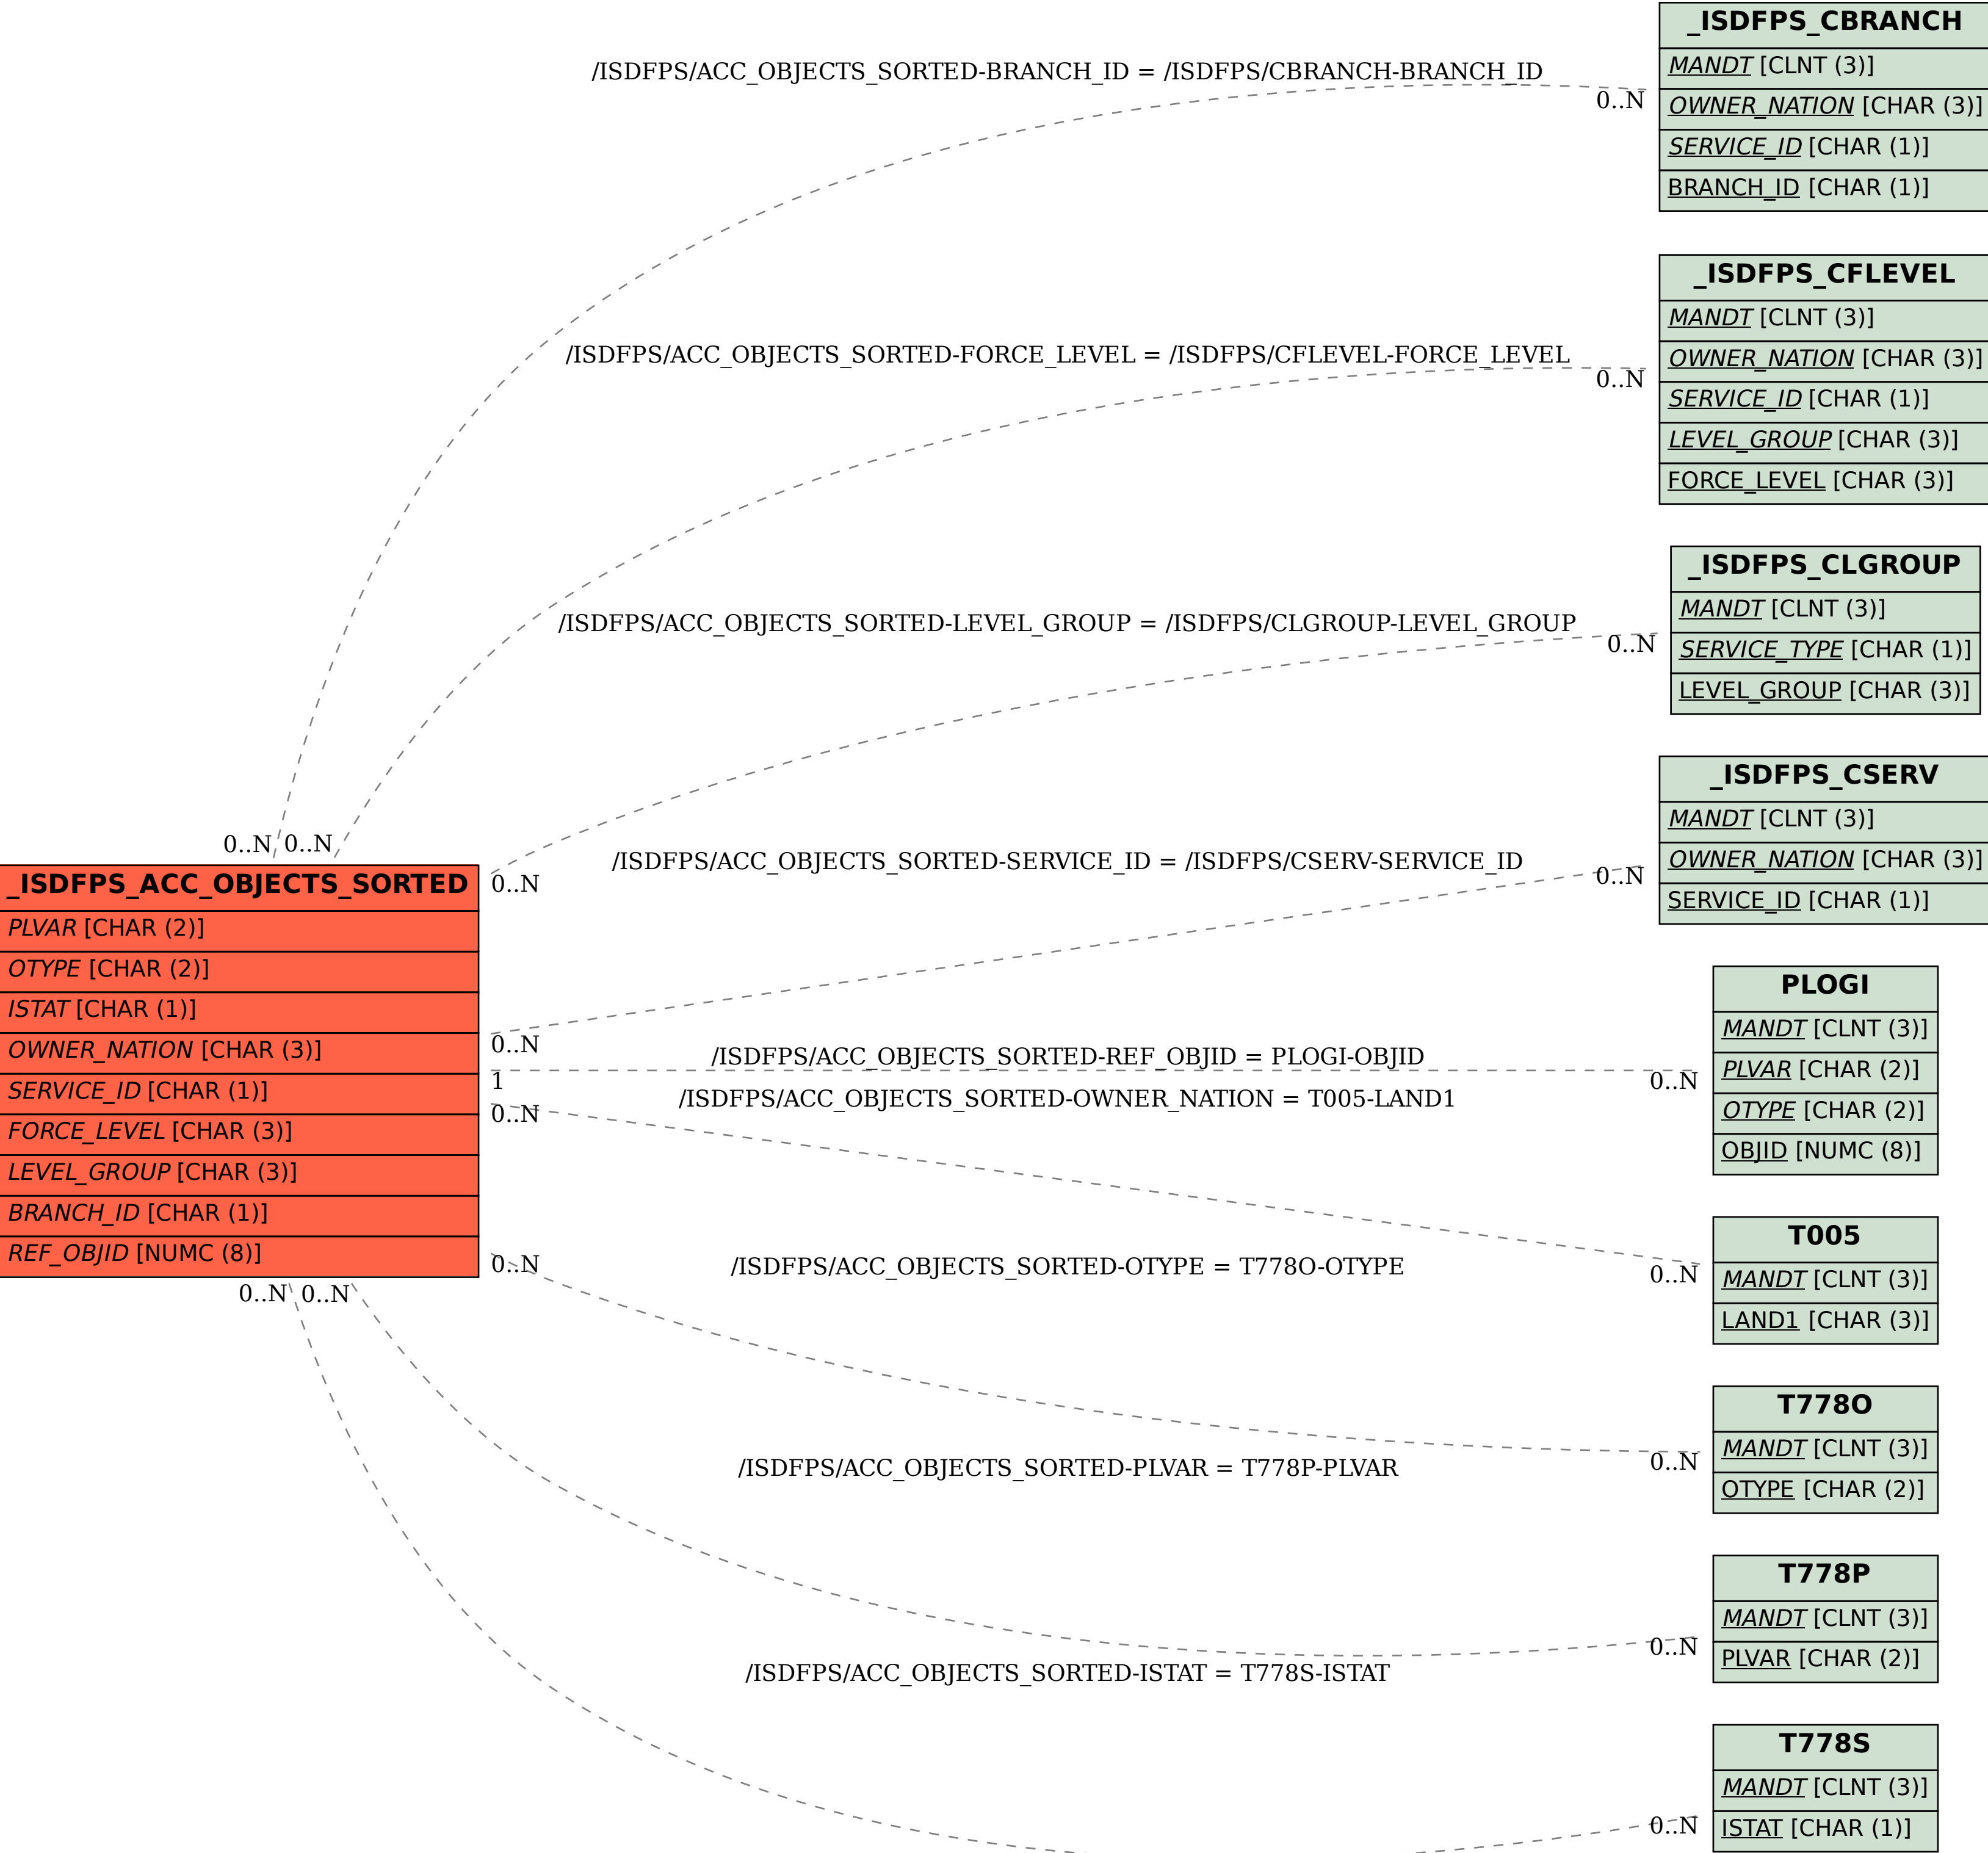 _ISDFPS_CBRANCH
MANDT [CLNT (3)]
OWNER_NATION [CHAR (3)]
SERVICE_ID [CHAR (1)]
BRANCH_ID [CHAR (1)]
/ISDFPS/ACC_OBJECTS_SORTED-BRANCH_ID = /ISDFPS/CBRANCH-BRANCH_ID
0..N
_ISDFPS_CFLEVEL
MANDT [CLNT (3)]
OWNER_NATION [CHAR (3)]
SERVICE_ID [CHAR (1)]
LEVEL_GROUP [CHAR (3)]
FORCE_LEVEL [CHAR (3)]
/ISDFPS/ACC_OBJECTS_SORTED-FORCE_LEVEL = /ISDFPS/CFLEVEL-FORCE_LEVEL
0..N
_ISDFPS_CLGROUP
MANDT [CLNT (3)]
SERVICE_TYPE [CHAR (1)]
LEVEL_GROUP [CHAR (3)]
/ISDFPS/ACC_OBJECTS_SORTED-LEVEL_GROUP = /ISDFPS/CLGROUP-LEVEL_GROUP
0..N
_ISDFPS_CSERV
MANDT [CLNT (3)]
OWNER_NATION [CHAR (3)]
SERVICE_ID [CHAR (1)]
/ISDFPS/ACC_OBJECTS_SORTED-SERVICE_ID = /ISDFPS/CSERV-SERVICE_ID
0..N
0..N
0..N
_ISDFPS_ACC_OBJECTS_SORTED
PLVAR [CHAR (2)]
OTYPE [CHAR (2)]
ISTAT [CHAR (1)]
OWNER_NATION [CHAR (3)]
SERVICE_ID [CHAR (1)]
FORCE_LEVEL [CHAR (3)]
LEVEL_GROUP [CHAR (3)]
BRANCH_ID [CHAR (1)]
REF_OBJID [NUMC (8)]
0..N
0..N
1
0..N
0..N
0..N
0..N
PLOGI
MANDT [CLNT (3)]
PLVAR [CHAR (2)]
OTYPE [CHAR (2)]
OBJID [NUMC (8)]
/ISDFPS/ACC_OBJECTS_SORTED-REF_OBJID = PLOGI-OBJID
0..N
/ISDFPS/ACC_OBJECTS_SORTED-OWNER_NATION = T005-LAND1
T005
MANDT [CLNT (3)]
LAND1 [CHAR (3)]
0..N
/ISDFPS/ACC_OBJECTS_SORTED-OTYPE = T778O-OTYPE
T778O
MANDT [CLNT (3)]
OTYPE [CHAR (2)]
0..N
/ISDFPS/ACC_OBJECTS_SORTED-PLVAR = T778P-PLVAR
T778P
MANDT [CLNT (3)]
PLVAR [CHAR (2)]
0..N
/ISDFPS/ACC_OBJECTS_SORTED-ISTAT = T778S-ISTAT
T778S
MANDT [CLNT (3)]
ISTAT [CHAR (1)]
0..N